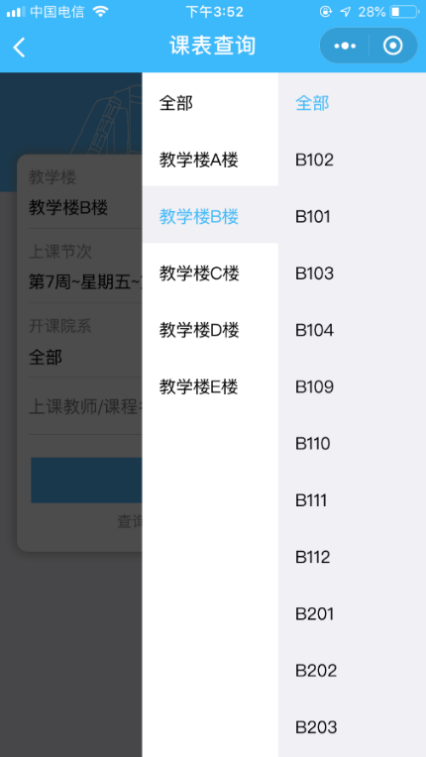 中国电信 下午3:52 28%
课表查询
教学楼
教学楼B楼
上课节次
第7周~星期五~
开课院系
全部
上课教师/课程
查询
全部
教学楼A楼
教学楼B楼
教学楼C楼
教学楼D楼
教学楼E楼
全部
B102
B101
B103
B104
B109
B110
B111
B112
B201
B202
B203